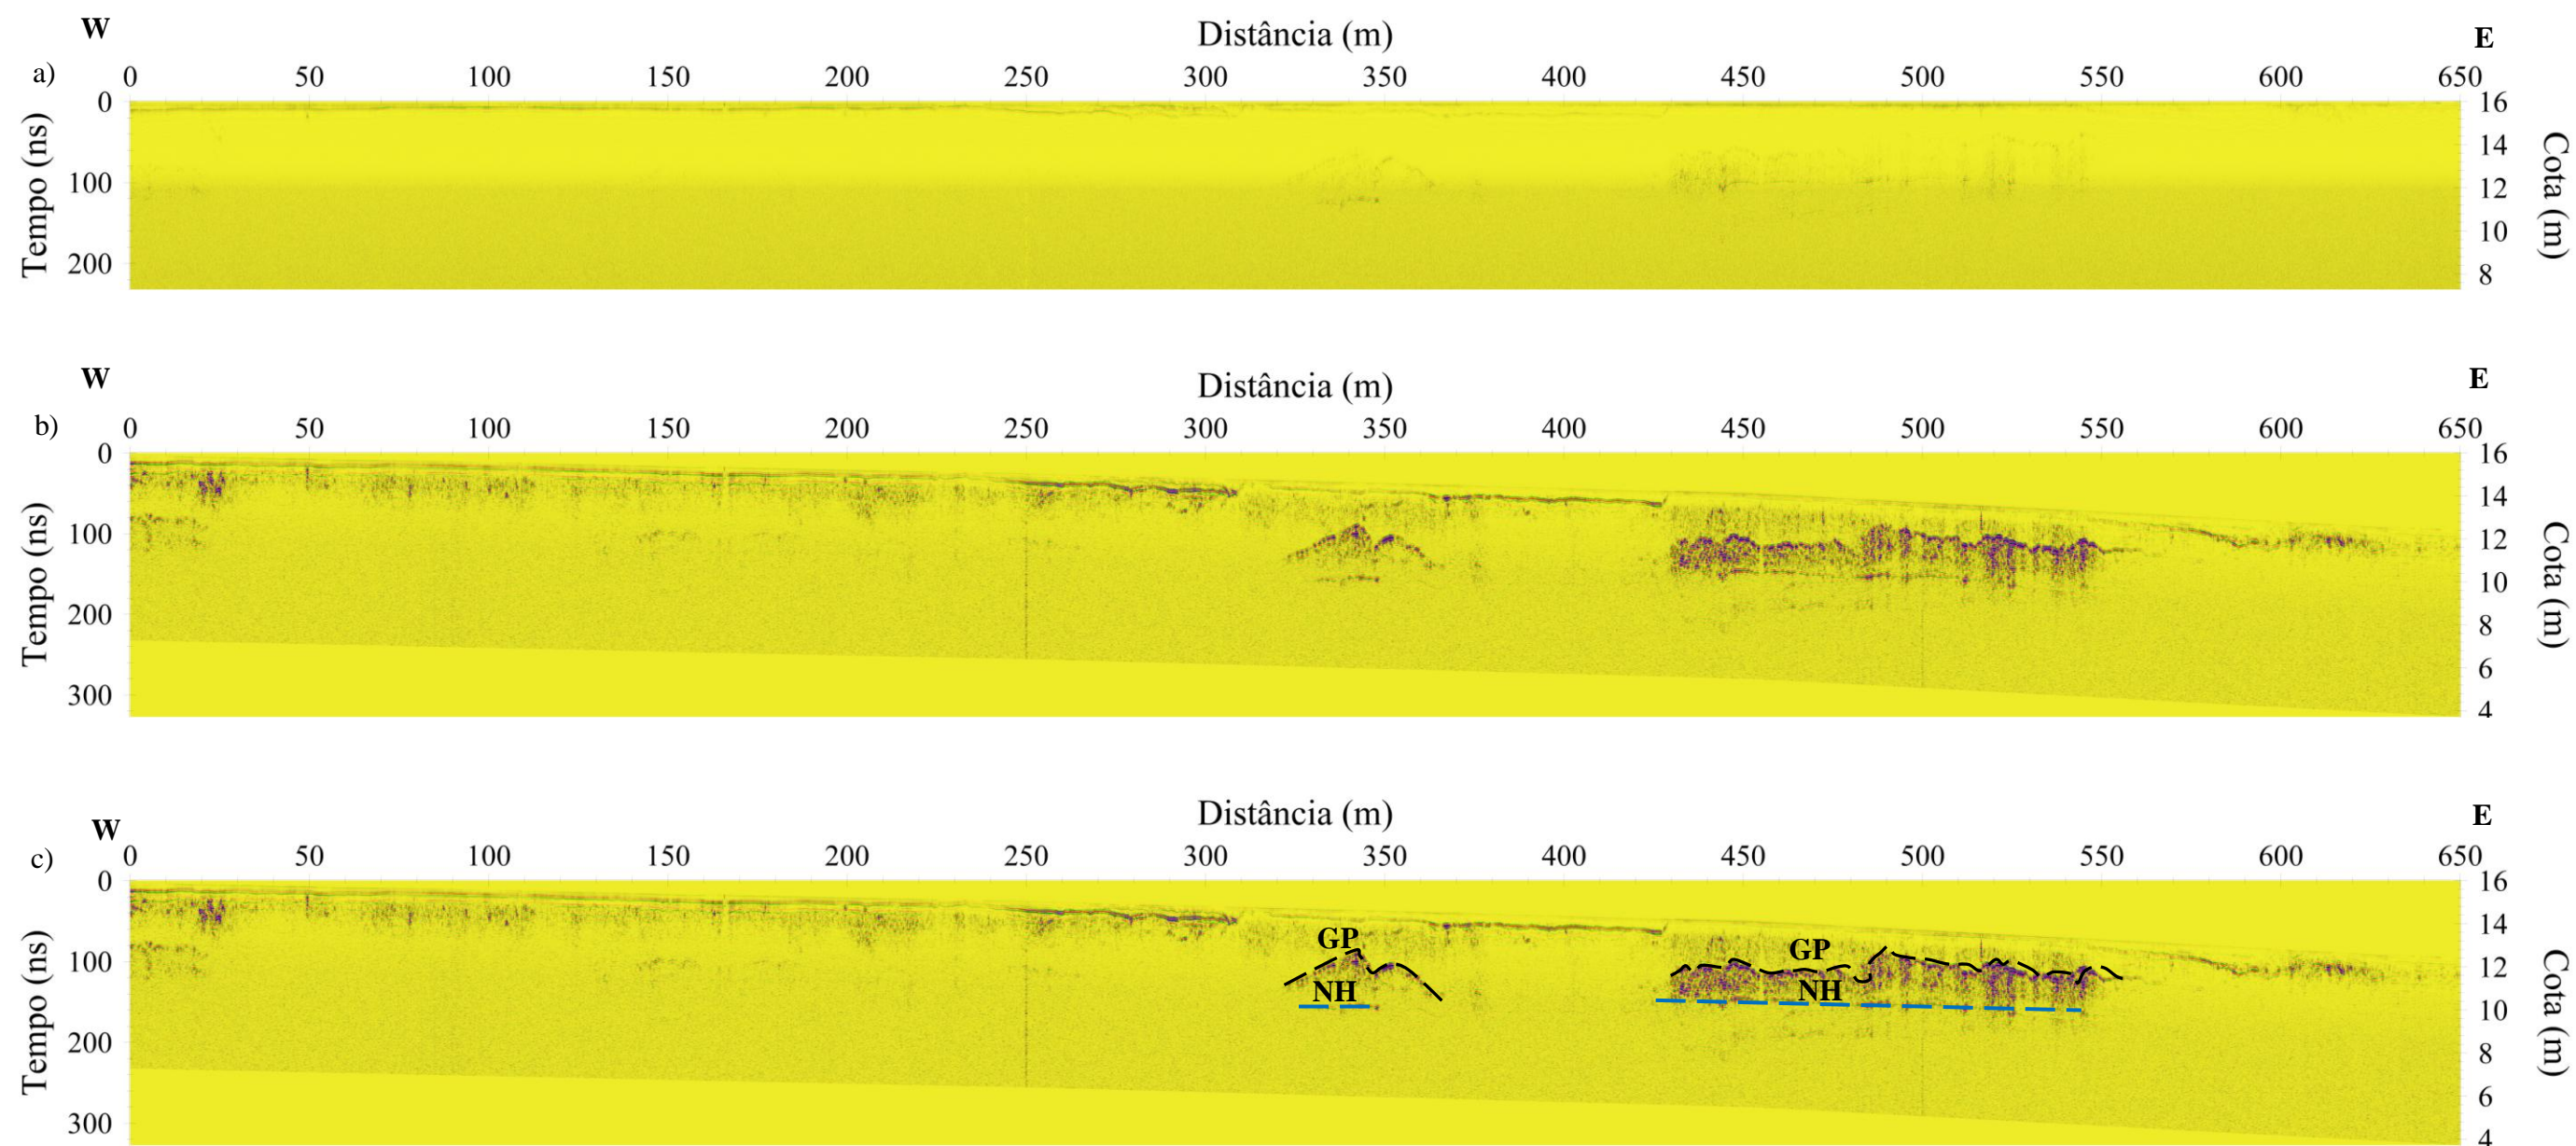 W Distância (m) E
a) 0 50 100 150 200 250 300 350 400 450 500 550 600 650
Tempo (ns)
0
100
200
16
14
12
10
8
Cota (m)
W Distância (m) E
b) 0 50 100 150 200 250 300 350 400 450 500 550 600 650
Tempo (ns)
0
100
200
300
16
14
12
10
8
6
4
Cota (m)
W Distância (m) E
c) 0 50 100 150 200 250 300 350 400 450 500 550 600 650
Tempo (ns)
0
100
200
300
GP GP
NH NH
16
14
12
10
8
6
4
Cota (m)